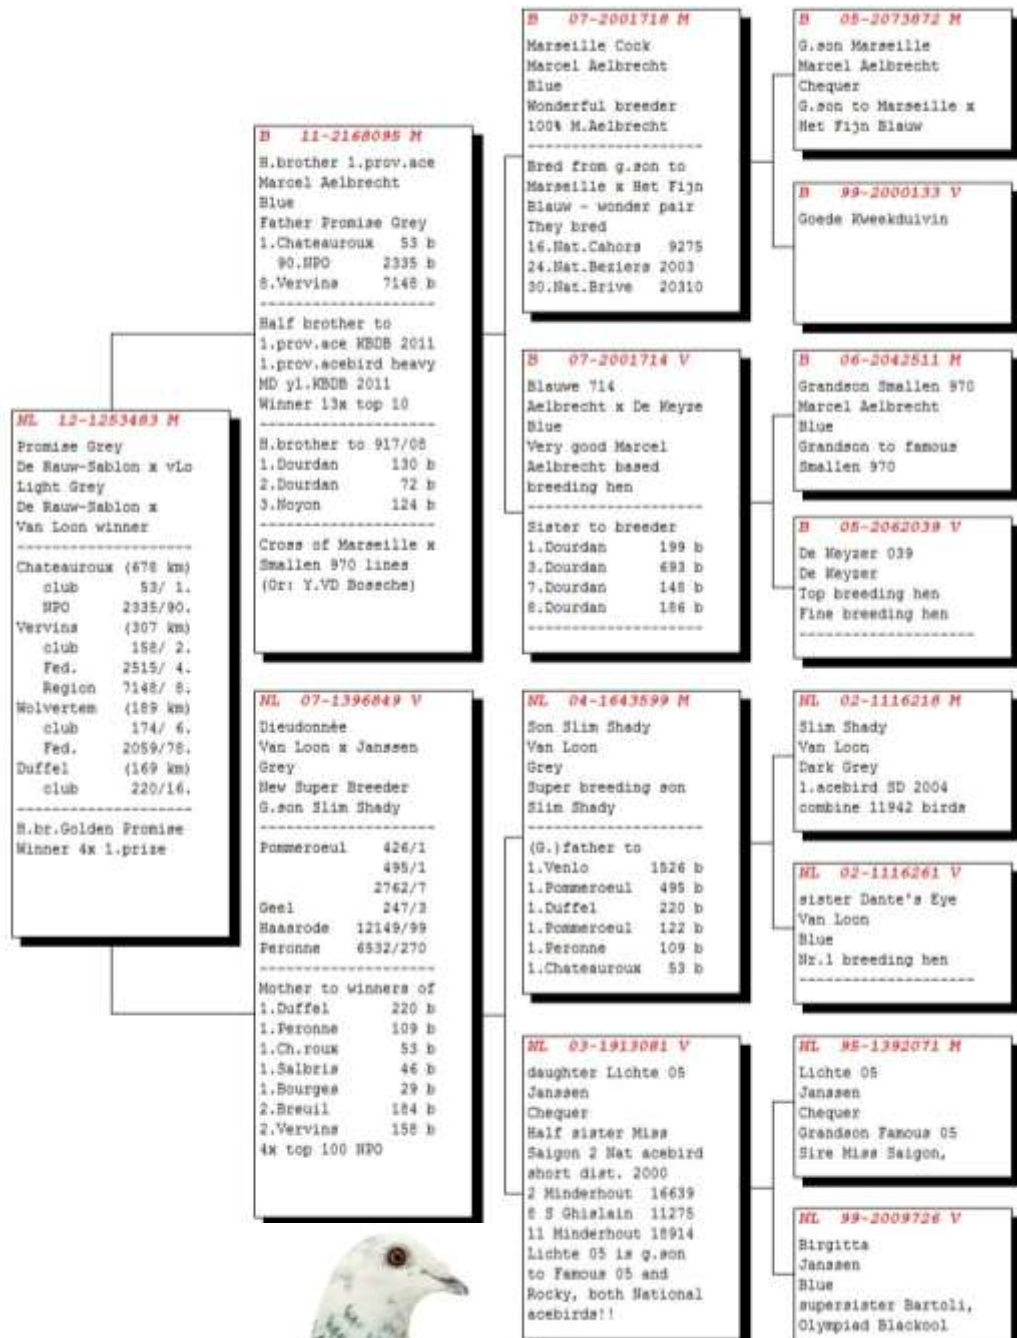 NL 12-1253483 M
Promise Grey
De Rauw-Sablon x vLo
Light Grey
De Rauw-Sablon x
Van Loon winner
--------------------
Chateauroux (678 km)
club 53/ 1.
NPO 2335/90.
Vervins (307 km)
club 158/ 2.
Fed. 2515/ 4.
Region 7148/ 8.
Wolvertem (189 km)
club 174/ 6.
Fed. 2059/78.
Duffel (169 km)
club 220/16.
--------------------
H.br.Golden Promise
Winner 4x 1.prize
B 11-2168095 M
H.brother 1.prov.ace
Marcel Aelbrecht
Blue
Father Promise Grey
1.Chateauroux 53 b
90.NPO 2335 b
8.Vervins 7148 b
--------------------
Half brother to
1.prov.ace KBDB 2011
1.prov.acebird heavy
MD yl.KBDB 2011
Winner 13x top 10
--------------------
H.brother to 917/08
1.Dourdan 130 b
2.Dourdan 72 b
3.Noyon 124 b
--------------------
Cross of Marseille x
Smallen 970 lines
(Or: Y.VD Bossche)
NL 07-1396849 V
Dieudonnée
Van Loon x Janssen
Grey
New Super Breeder
G.son Slim Shady
--------------------
Pommeroeul 426/1
495/1
2762/7
Geel 247/3
Haasrode 12149/99
Peronne 6532/270
--------------------
Mother to winners of
1.Duffel 220 b
1.Peronne 109 b
1.Ch.roux 53 b
1.Salbris 46 b
1.Bourges 29 b
2.Breuil 184 b
2.Vervins 158 b
4x top 100 NPO
B 07-2001718 M
Marseille Cock
Marcel Aelbrecht
Blue
Wonderful breeder
100% M.Aelbrecht
--------------------
Bred from g.son to
Marseille x Het Fijn
Blauw - wonder pair
They bred
16.Nat.Cahors 9275
24.Nat.Beziers 2003
30.Nat.Brive 20310
B 07-2001714 V
Blauwe 714
Aelbrecht x De Keyze
Blue
Very good Marcel
Aelbrecht based
breeding hen
--------------------
Sister to breeder
1.Dourdan 199 b
3.Dourdan 693 b
7.Dourdan 148 b
8.Dourdan 186 b
--------------------
NL 04-1643599 M
Son Slim Shady
Van Loon
Grey
Super breeding son
Slim Shady
--------------------
(G.)father to
1.Venlo 1526 b
1.Pommeroeul 495 b
1.Duffel 220 b
1.Pommeroeul 122 b
1.Peronne 109 b
1.Chateauroux 53 b
NL 03-1913081 V
daughter Lichte 05
Janssen
Chequer
Half sister Miss
Saigon 2 Nat acebird
short dist. 2000
2 Minderhout 16639
8 S Ghislain 11275
11 Minderhout 18914
Lichte 05 is g.son
to Famous 05 and
Rocky, both National
acebirds!!
B 05-2073872 M
G.son Marseille
Marcel Aelbrecht
Chequer
G.son to Marseille x
Het Fijn Blauw
B 99-2000133 V
Goede Kweekduivin
B 06-2042511 M
Grandson Smallen 970
Marcel Aelbrecht
Blue
Grandson to famous
Smallen 970
B 05-2062039 V
De Keyzer 039
De Keyzer
Top breeding hen
Fine breeding hen
--------------------
NL 02-1116218 M
Slim Shady
Van Loon
Dark Grey
1.acebird SD 2004
combine 11942 birds
NL 02-1116261 V
sister Dante's Eye
Van Loon
Blue
Nr.1 breeding hen
--------------------
NL 95-1392071 M
Lichte 05
Janssen
Chequer
Grandson Famous 05
Sire Miss Saigon,
NL 99-2009726 V
Birgitta
Janssen
Blue
supersister Bartoli,
Olympiad Blackool